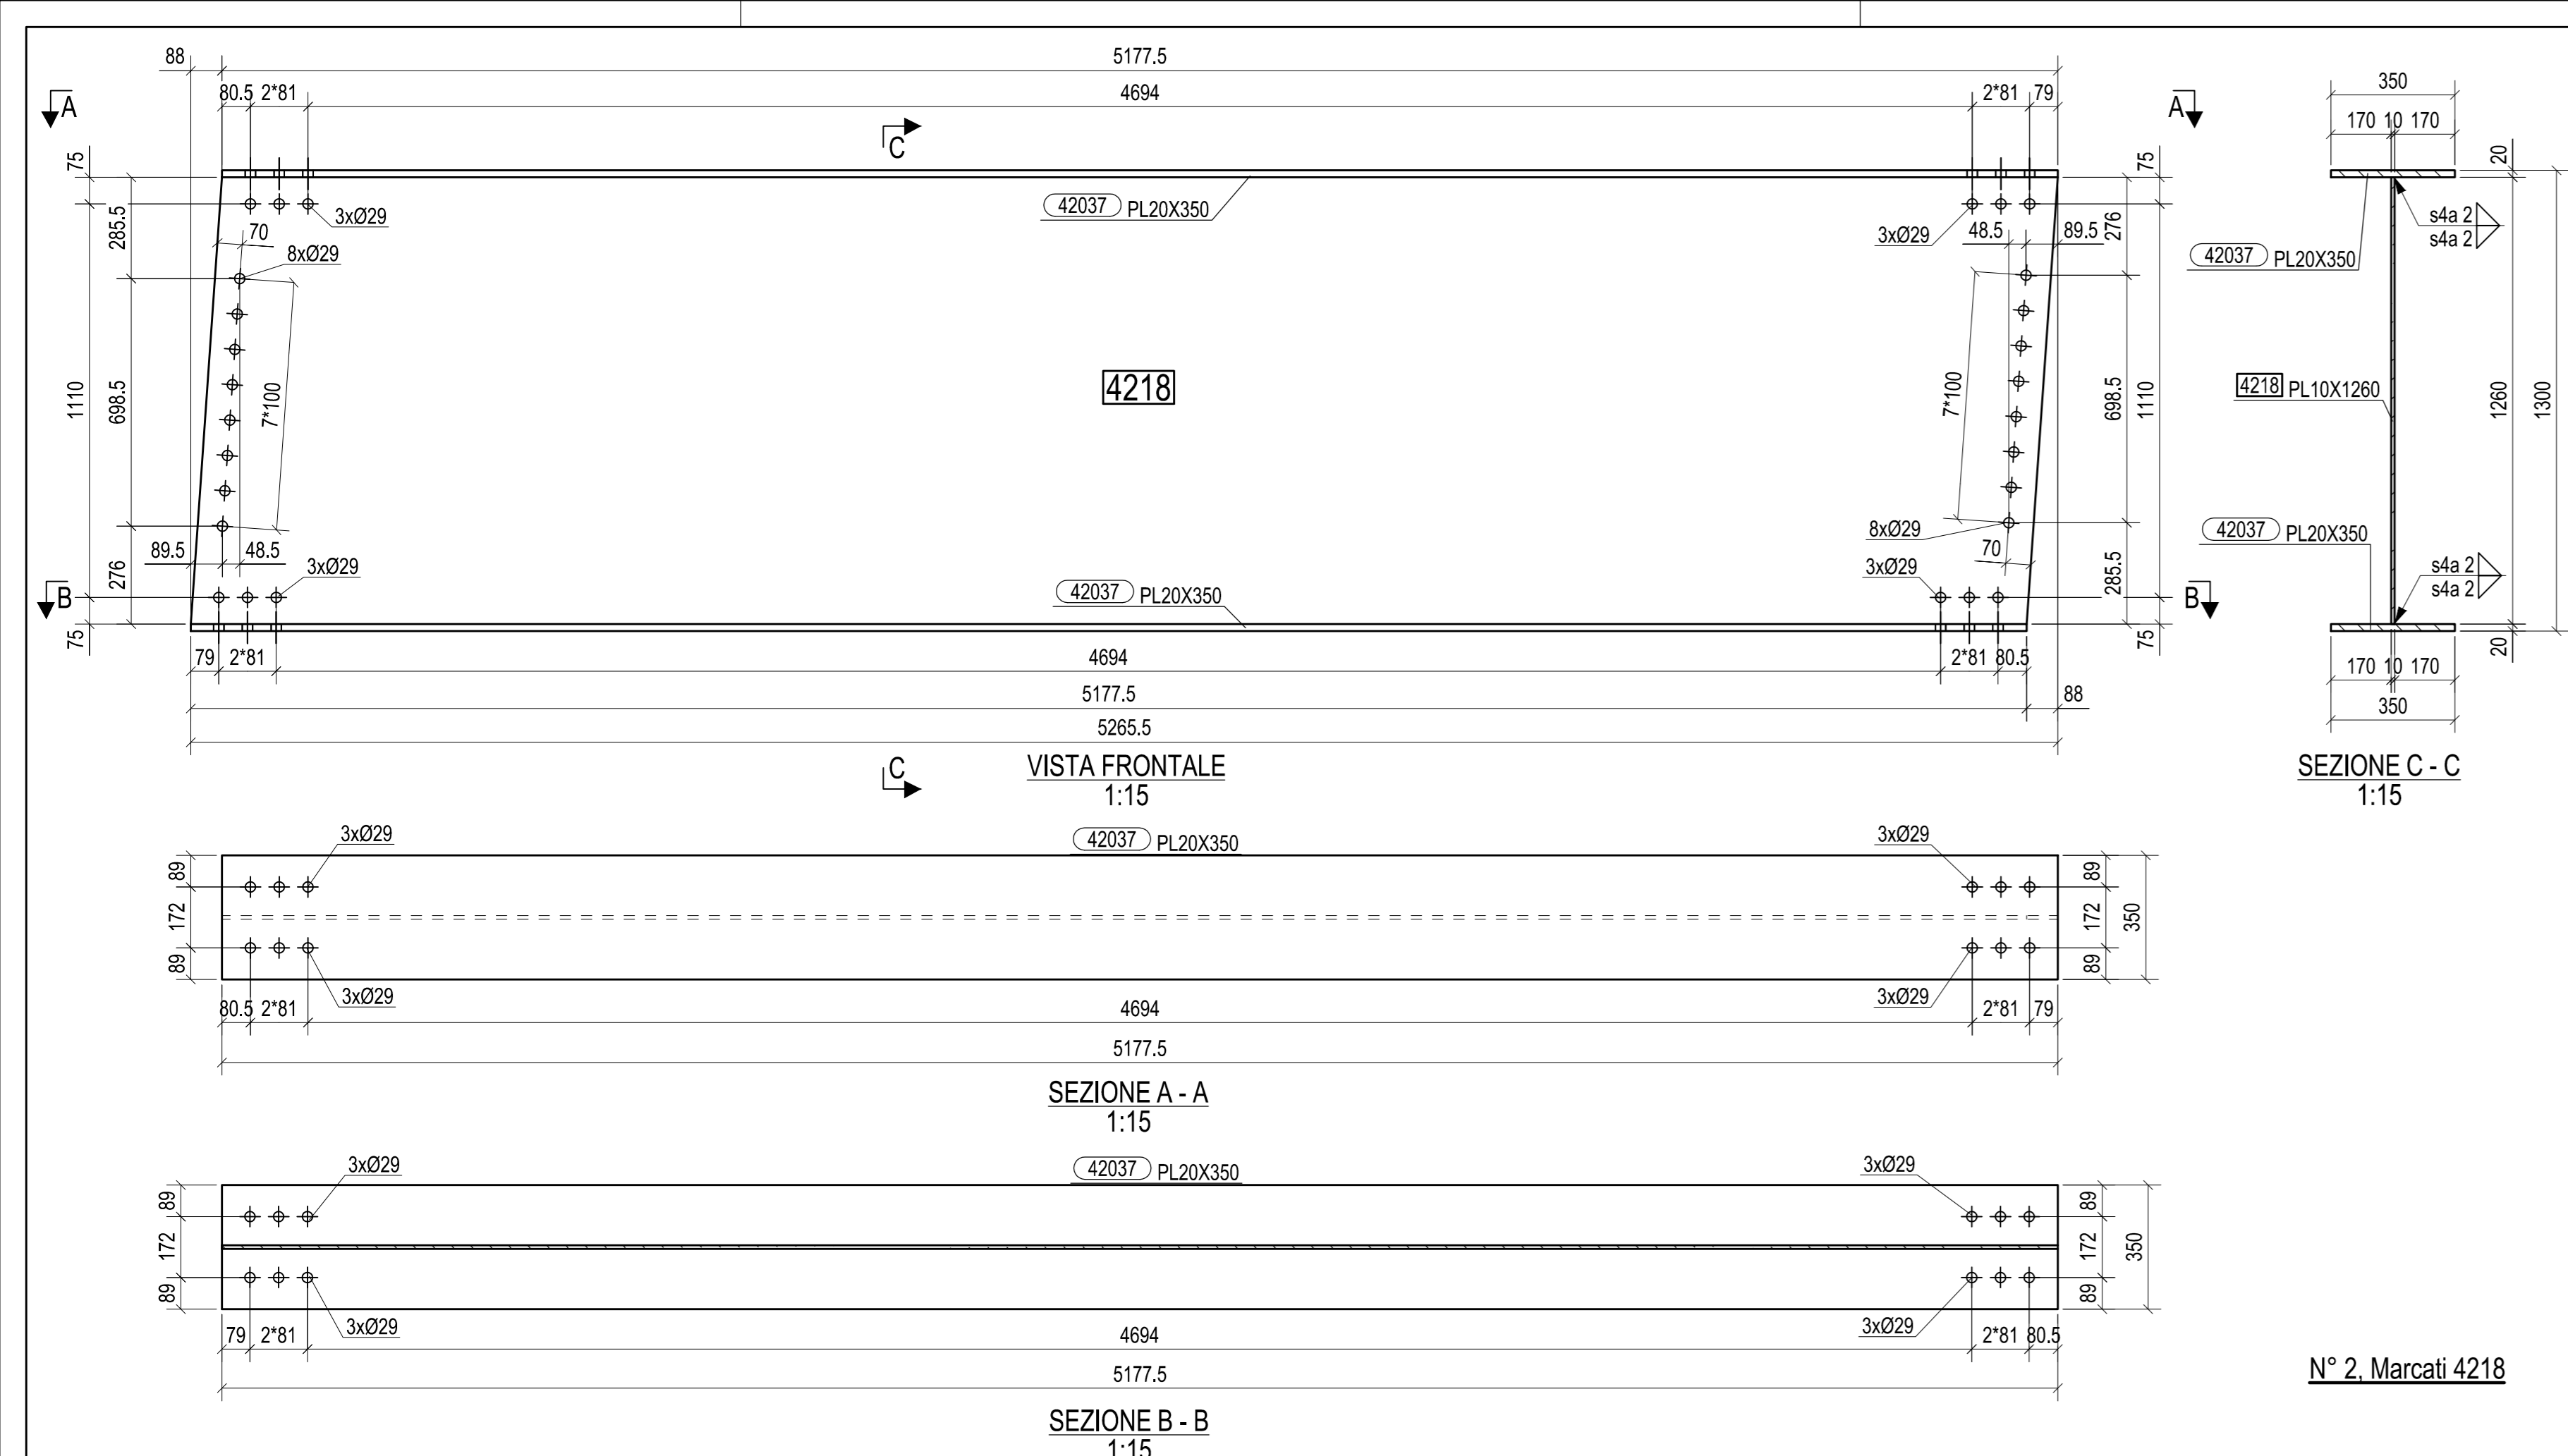 88
5177.5
80.5 2*81 4694 2*81 79
A
A
C
75
285.5
1110
698.5
276
75
3xØ29
70
8xØ29
7*100
89.5 48.5
3xØ29
B
42037 PL20X350
4218
42037 PL20X350
75
276
3xØ29
48.5 89.5
7*100
698.5
1110
8xØ29
70
3xØ29
285.5
75
B
79 2*81 4694 2*81 80.5
5177.5 88
5265.5
C
VISTA FRONTALE
1:15
350
170 10 170
20
s4a 2
s4a 2
42037 PL20X350
4218 PL10X1260
1260
1300
42037 PL20X350
s4a 2
s4a 2
20
170 10 170
350
SEZIONE C - C
1:15
3xØ29
42037 PL20X350
3xØ29
89
172
89
89
172
89
350
3xØ29
3xØ29
80.5 2*81 4694 2*81 79
5177.5
SEZIONE A - A
1:15
3xØ29
42037 PL20X350
3xØ29
89
172
89
89
172
89
350
3xØ29
3xØ29
79 2*81 4694 2*81 80.5
5177.5
SEZIONE B - B
1:15
N° 2, Marcati 4218